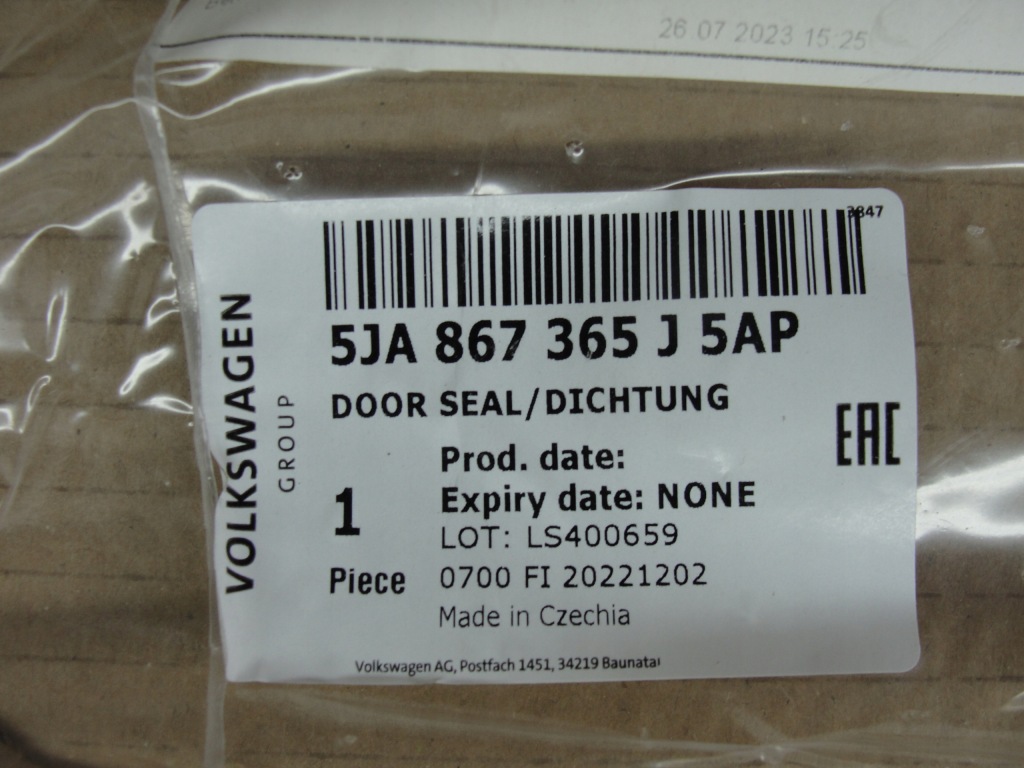 26 07 2023 15:25
3847
5JA 867 365 J 5AP
DOOR SEAL/DICHTUNG
VOLKSWAGEN
GROUP
EAC
Prod. date:
1
Expiry date: NONE
LOT: LS400659
Piece
0700 FI 20221202
Made in Czechia
Volkswagen AG, Postfach 1451, 34219 Baunatal